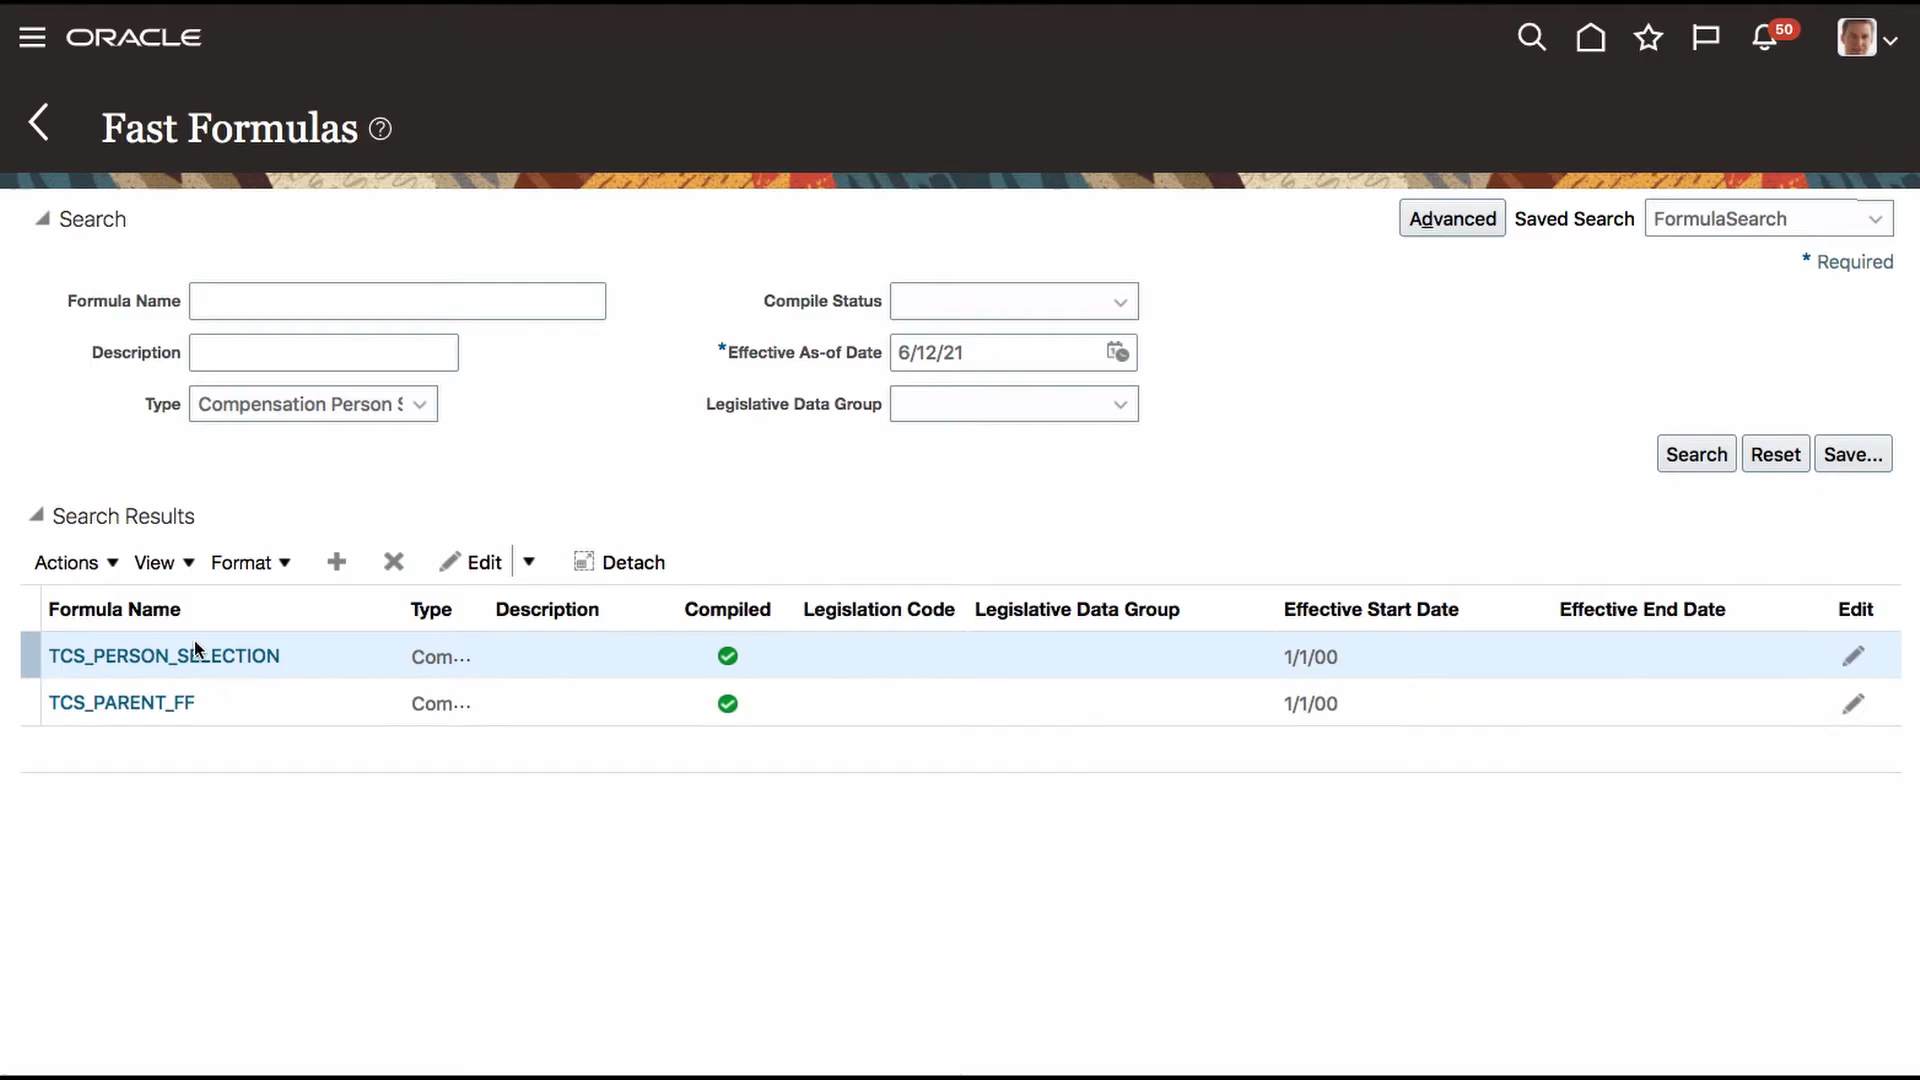 ORACLE
50
Fast Formulas
Search
Advanced Saved Search FormulaSearch
* Required
Formula Name
Compile Status
Description
*Effective As-of Date 6/12/21
Type Compensation Person S
Legislative Data Group
Search Reset Save...
Search Results
Actions View Format Edit Detach
Formula Name Type Description Compiled Legislation Code Legislative Data Group Effective Start Date Effective End Date Edit
TCS_PERSON_SELECTION Com... 1/1/00
TCS_PARENT_FF Com... 1/1/00